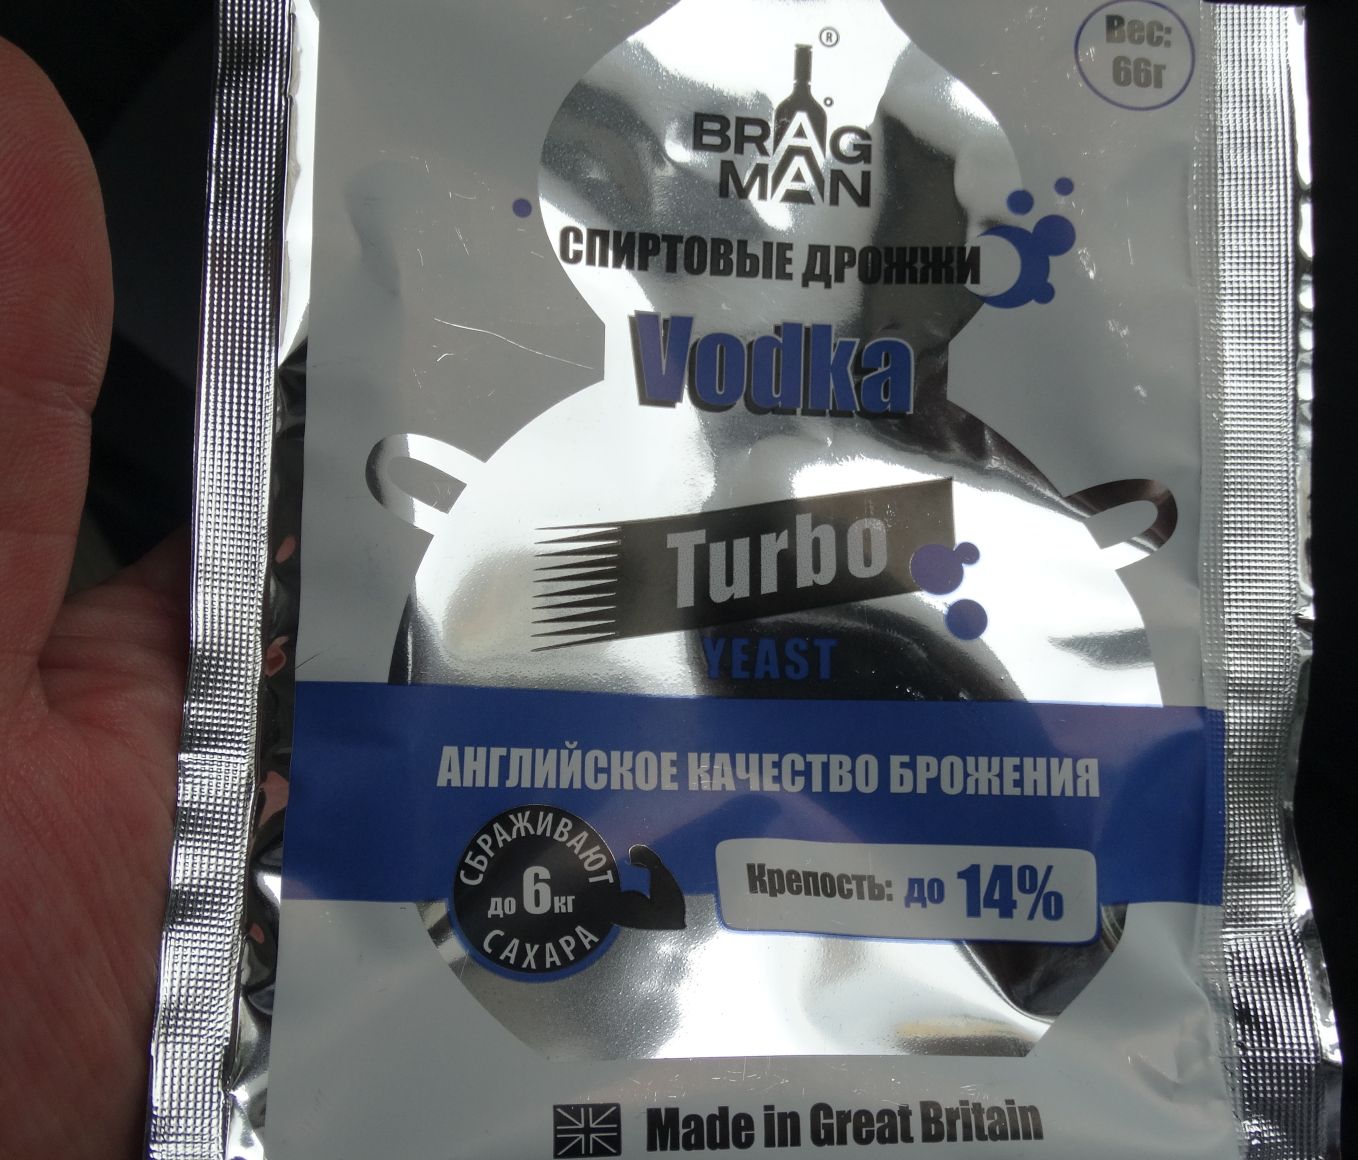 Вес:
66г
®
BRAG
MAN
СПИРТОВЫЕ ДРОЖЖИ
Vodka
Turbo
YEAST
АНГЛИЙСКОЕ КАЧЕСТВО БРОЖЕНИЯ
СБРАЖИВАЮТ
до 6кг
САХАРА
Крепость: до 14%
Made in Great Britain